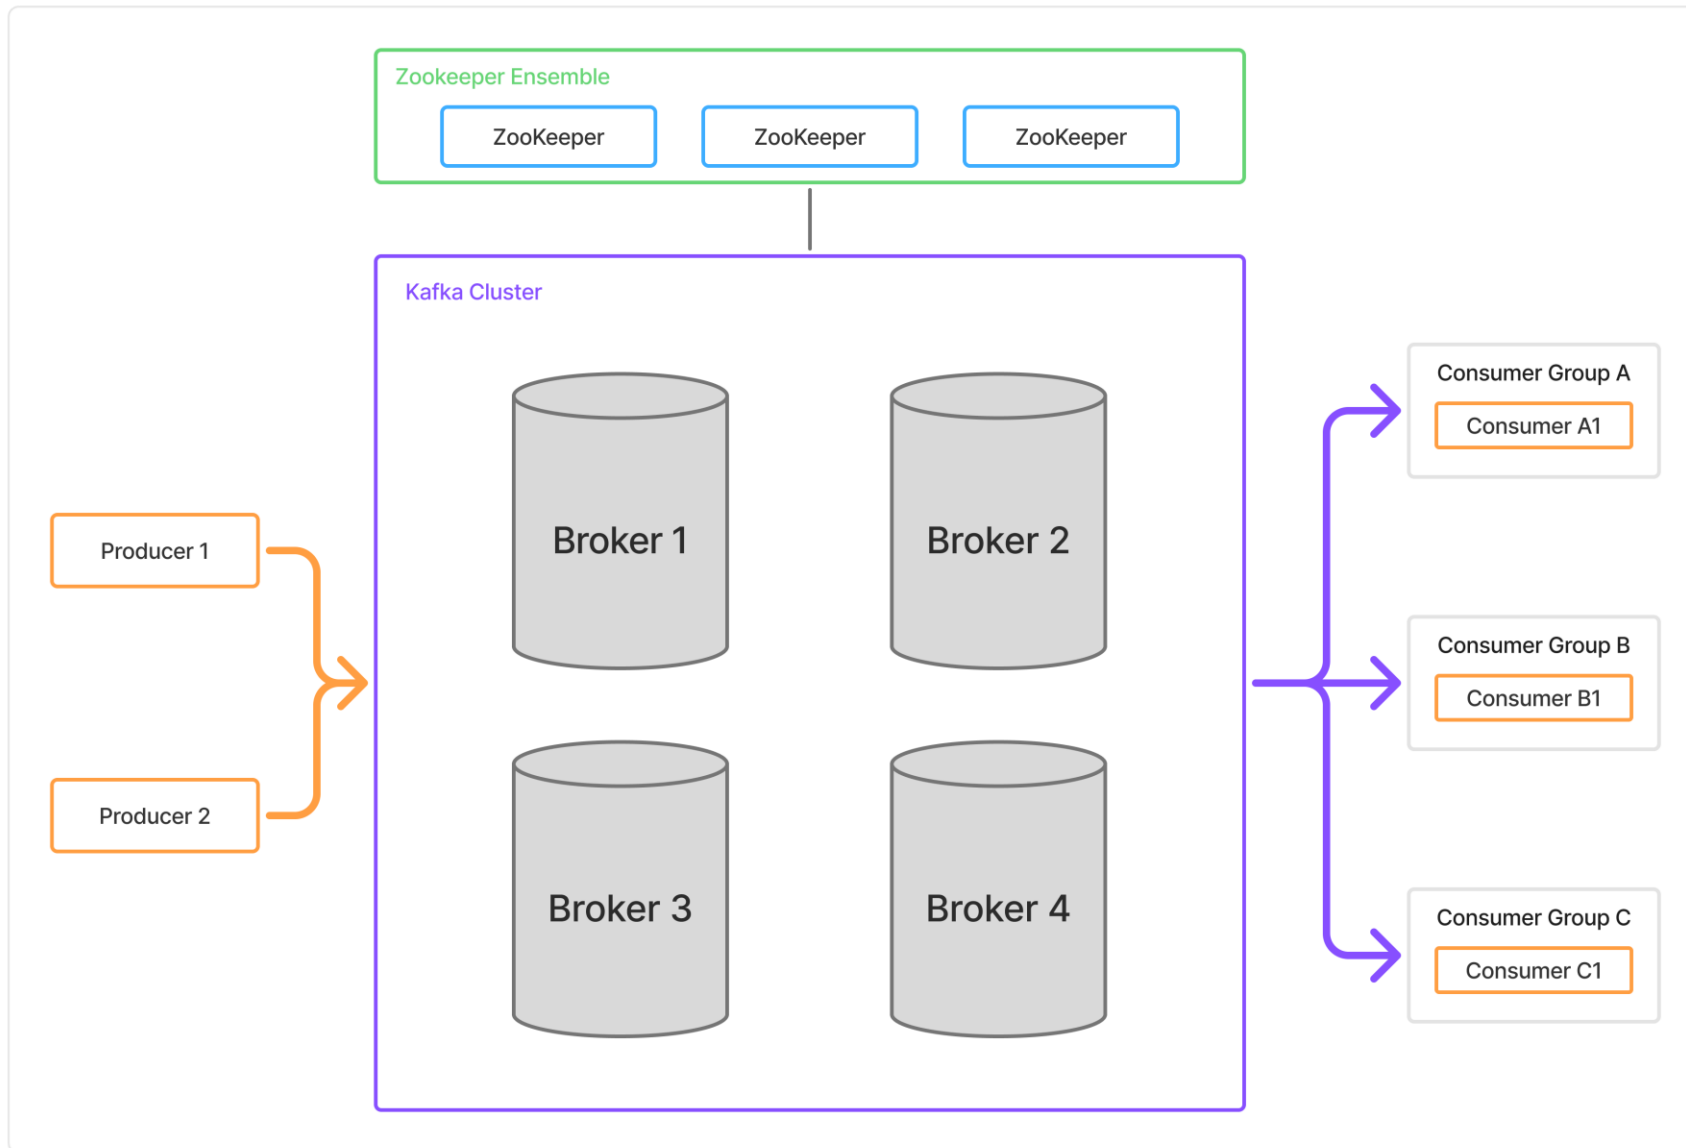 Zookeeper Ensemble
ZooKeeper
ZooKeeper
ZooKeeper
Kafka Cluster
Broker 1
Broker 2
Broker 3
Broker 4
Producer 1
Producer 2
Consumer Group A
Consumer A1
Consumer Group B
Consumer B1
Consumer Group C
Consumer C1